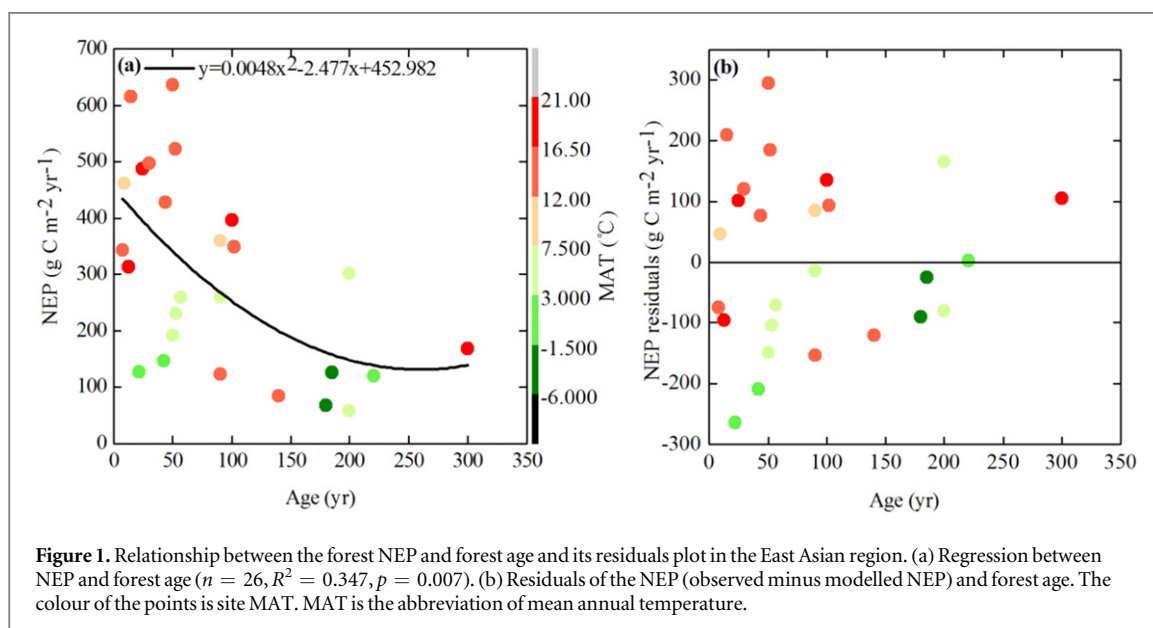 (a)
y=0.0048x²-2.477x+452.982
700
600
500
400
300
200
100
0
NEP (g C m-2 yr-1)
0 50 100 150 200 250 300 350
Age (yr)
21.00
16.50
12.00
7.500
3.000
-1.500
-6.000
MAT (℃)
(b)
300
200
100
0
-100
-200
-300
NEP residuals (g C m-2 yr-1)
0 50 100 150 200 250 300 350
Age (yr)
Figure 1. Relationship between the forest NEP and forest age and its residuals plot in the East Asian region. (a) Regression between
NEP and forest age (n = 26, R² = 0.347, p = 0.007). (b) Residuals of the NEP (observed minus modelled NEP) and forest age. The
colour of the points is site MAT. MAT is the abbreviation of mean annual temperature.